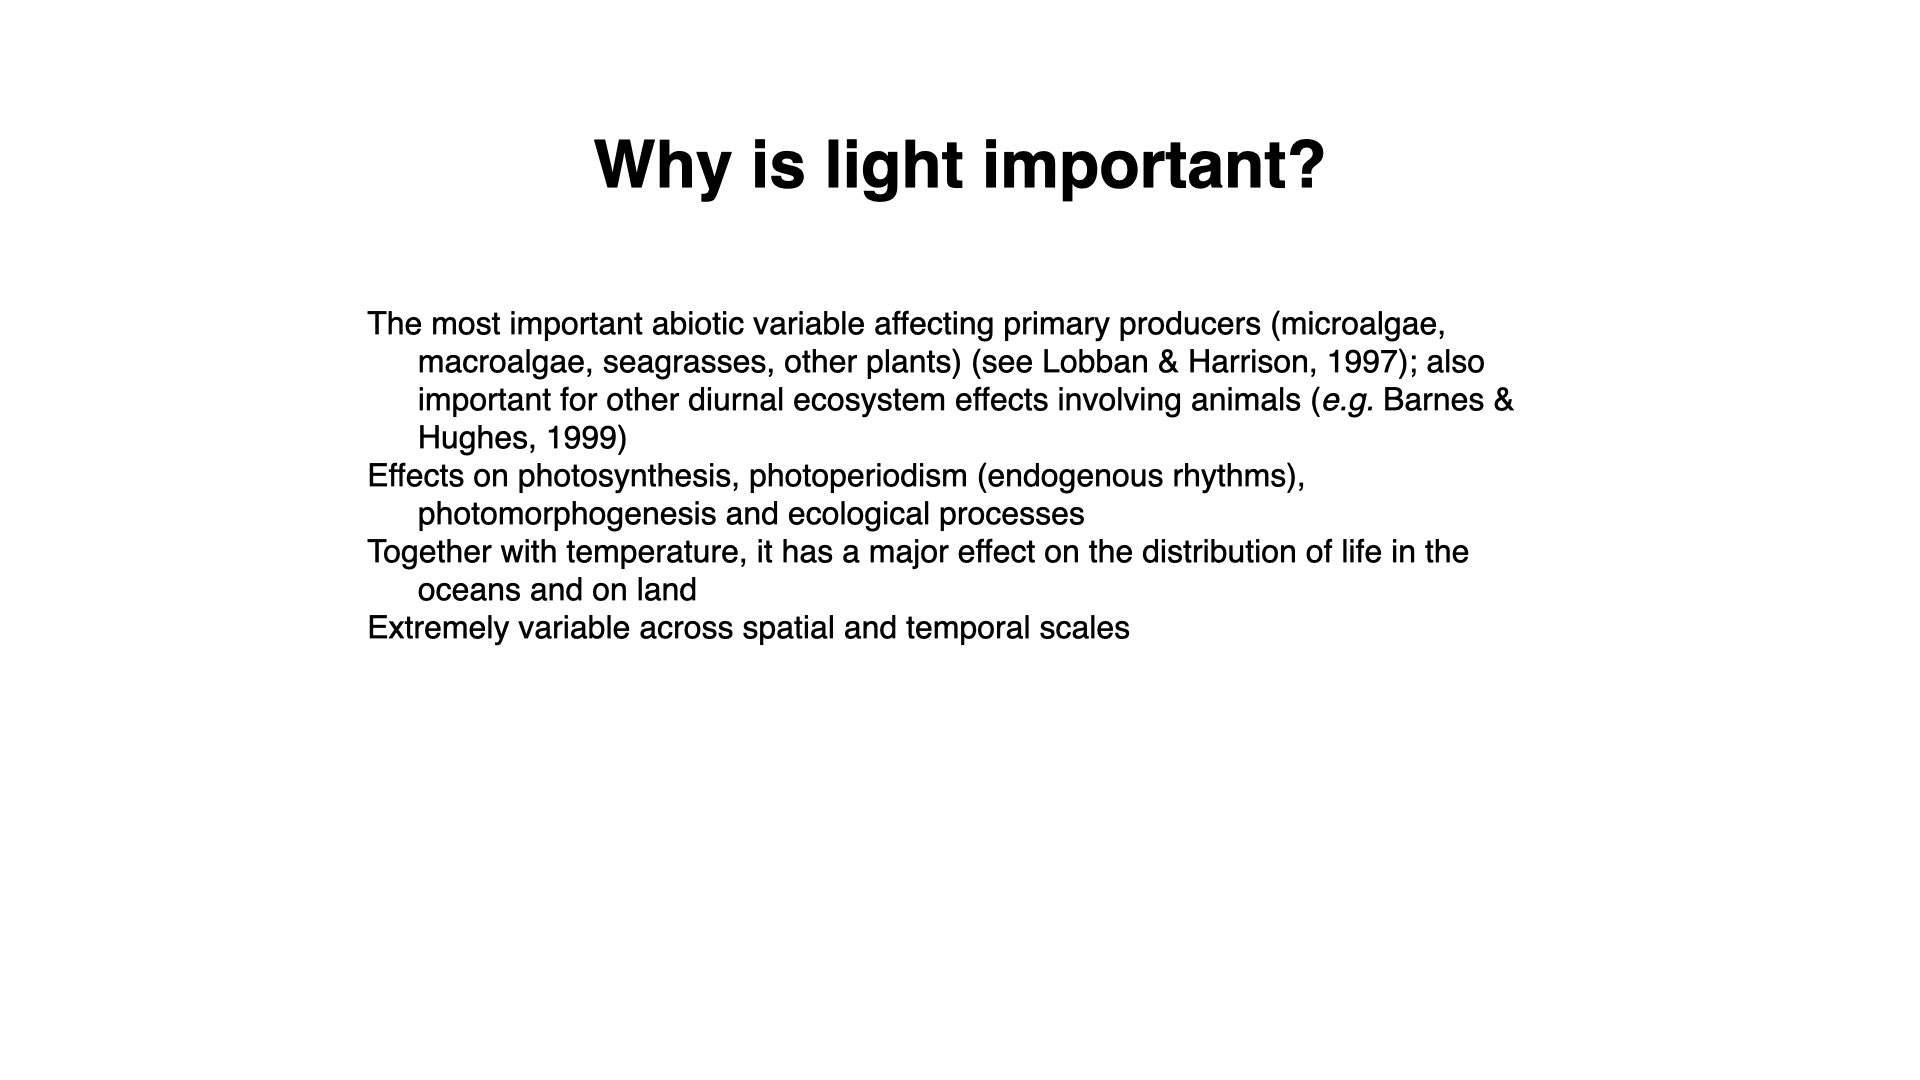 Why is light important?
The most important abiotic variable affecting primary producers (microalgae,
macroalgae, seagrasses, other plants) (see Lobban & Harrison, 1997); also
important for other diurnal ecosystem effects involving animals (e.g. Barnes &
Hughes, 1999)
Effects on photosynthesis, photoperiodism (endogenous rhythms),
photomorphogenesis and ecological processes
Together with temperature, it has a major effect on the distribution of life in the
oceans and on land
Extremely variable across spatial and temporal scales